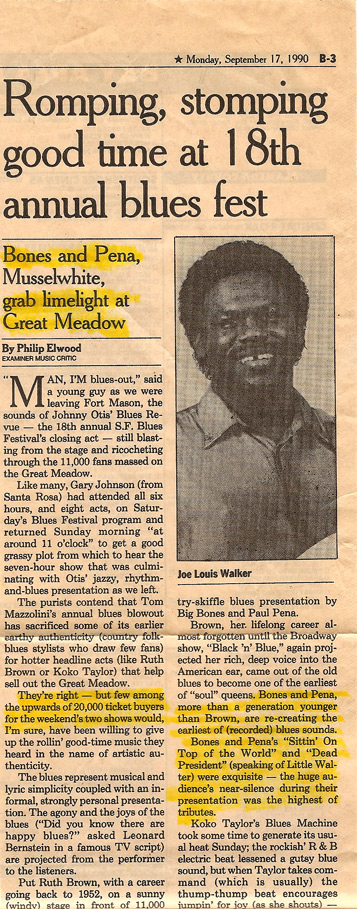 ★ Monday, September 17, 1990 B-3
Romping, stomping
good time at 18th
annual blues fest
Bones and Pena,
Musselwhite,
grab limelight at
Great Meadow
By Philip Elwood
EXAMINER MUSIC CRITIC
"MAN, I'M blues-out," said
a young guy as we were
leaving Fort Mason, the
sounds of Johnny Otis' Blues Re-
vue — the 18th annual S.F. Blues
Festival's closing act — still blast-
ing from the stage and ricocheting
through the 11,000 fans massed on
the Great Meadow.
Like many, Gary Johnson (from
Santa Rosa) had attended all six
hours, and eight acts, on Satur-
day's Blues Festival program and
returned Sunday morning "at
around 11 o'clock" to get a good
grassy plot from which to hear the
seven-hour show that was culmi-
nating with Otis' jazzy, rhythm-
and-blues presentation as we left.
The purists contend that Tom
Mazzolini's annual blues blowout
has sacrificed some of its earlier
earthy authenticity (country folk-
blues stylists who draw few fans)
for hotter headline acts (like Ruth
Brown or Koko Taylor) that help
sell out the Great Meadow.
They're right — but few among
the upwards of 20,000 ticket buyers
for the weekend's two shows would,
I'm sure, have been willing to give
up the rollin' good-time music they
heard in the name of artistic au-
thenticity.
The blues represent musical and
lyric simplicity coupled with an in-
formal, strongly personal presenta-
tion. The agony and the joys of the
blues ("Did you know there are
happy blues?" asked Leonard
Bernstein in a famous TV script)
are projected from the performer
to the listeners.
Put Ruth Brown, with a career
going back to 1952, on a sunny
(windy) stage in front of 11,000
Joe Louis Walker
try-skiffle blues presentation by
Big Bones and Paul Pena.
Brown, her lifelong career al-
most forgotten until the Broadway
show, "Black 'n' Blue," again pro-
jected her rich, deep voice into the
American ear, came out of the old
blues to become one of the earliest
of "soul" queens. Bones and Pena,
more than a generation younger
than Brown, are re-creating the
earliest of (recorded) blues sounds.
Bones and Pena's "Sittin' On
Top of the World" and "Dead
President" (speaking of Little Wal-
ter) were exquisite — the huge au-
dience's near-silence during their
presentation was the highest of
tributes.
Koko Taylor's Blues Machine
took some time to generate its usu-
al heat Sunday; the rockish' R & B
electric beat lessened a gutsy blue
sound, but when Taylor takes com-
mand (which is usually) the
thump-thump beat encourages
jumpin' for joy (as she shouts) —